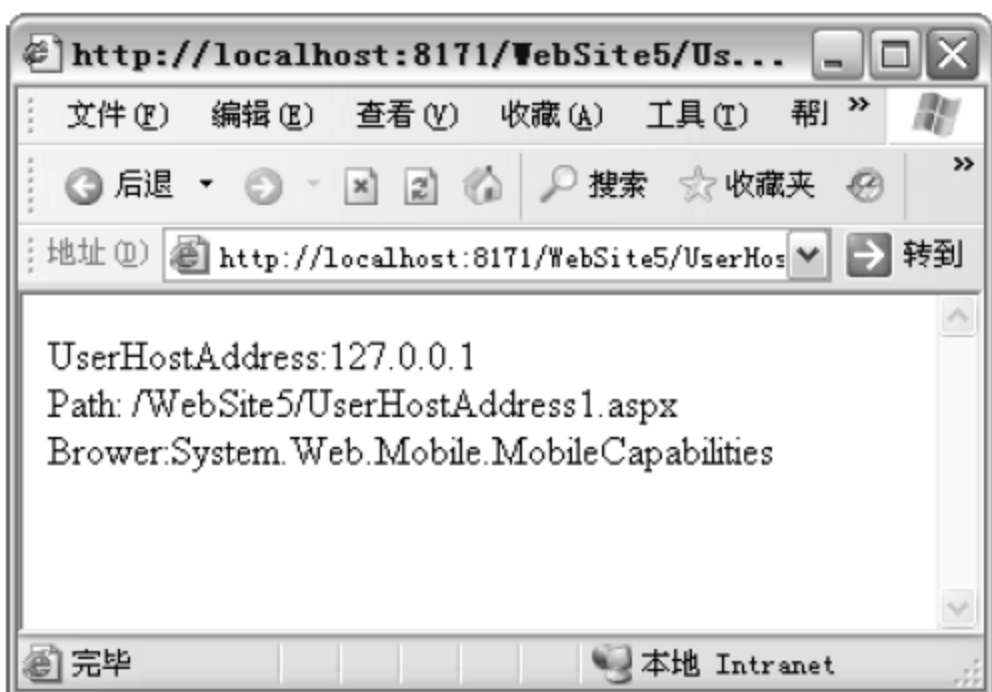 http://localhost:8171/WebSite5/Us...
文件(F) 编辑(E) 查看(V) 收藏(A) 工具(T) 帮 »
后退 搜索 收藏夹 »
地址(D) http://localhost:8171/WebSite5/UserHos 转到
UserHostAddress:127.0.0.1
Path: /WebSite5/UserHostAddress1.aspx
Brower:System.Web.Mobile.MobileCapabilities
完毕 本地 Intranet